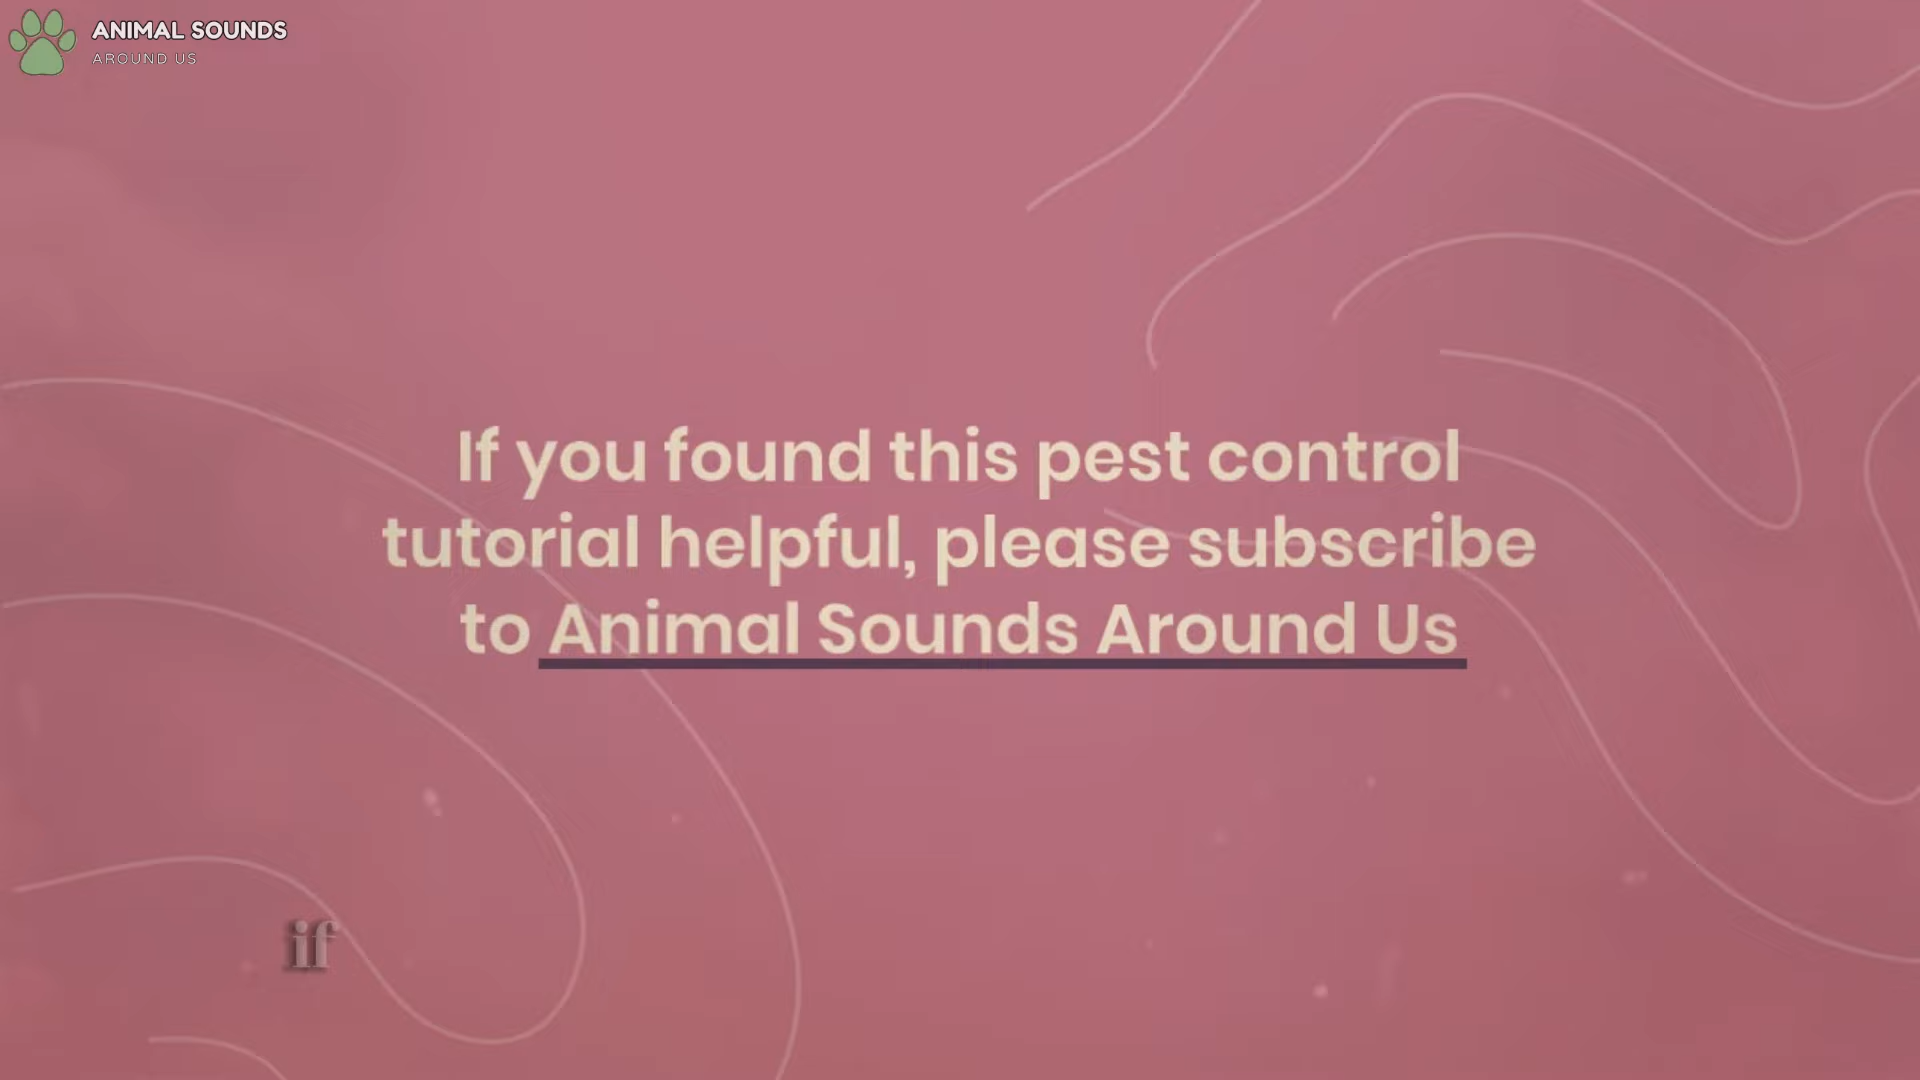 ANIMAL SOUNDS
AROUND US
If you found this pest control
tutorial helpful, please subscribe
to Animal Sounds Around Us
if